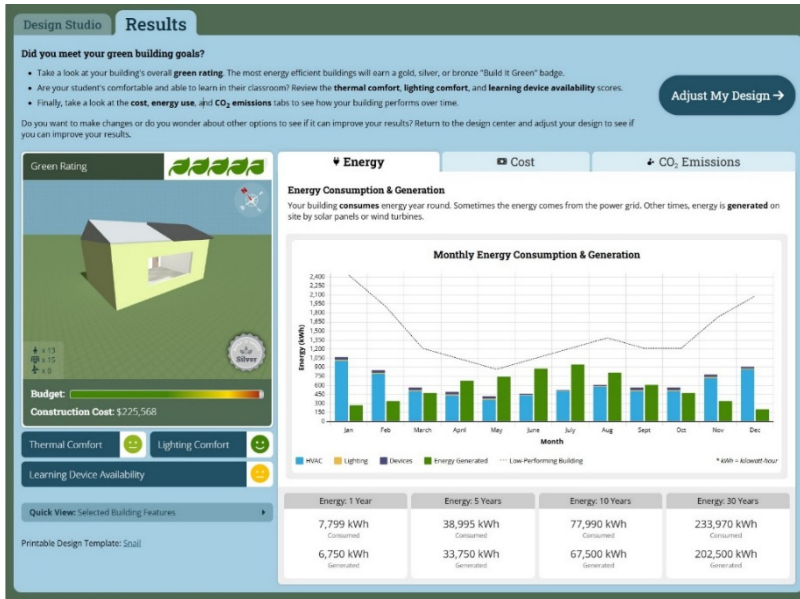 Design Studio
Results
Did you meet your green building goals?
• Take a look at your building's overall green rating. The most energy efficient buildings will earn a gold, silver, or bronze "Build It Green" badge.
• Are your student's comfortable and able to learn in their classroom? Review the thermal comfort, lighting comfort, and learning device availability scores.
• Finally, take a look at the cost, energy use, and CO₂ emissions tabs to see how your building performs over time.
Do you want to make changes or do you wonder about other options to see if it can improve your results? Return to the design center and adjust your design to see if
you can improve your results.
Adjust My Design →
Green Rating
x 13
x 15
x 0
Silver
Budget:
Construction Cost: $225,568
Thermal Comfort
Lighting Comfort
Learning Device Availability
Quick View: Selected Building Features
Printable Design Template: Snail
Energy
Cost
CO₂ Emissions
Energy Consumption & Generation
Your building consumes energy year round. Sometimes the energy comes from the power grid. Other times, energy is generated on
site by solar panels or wind turbines.
Monthly Energy Consumption & Generation
Energy (kWh)
2,400
2,250
2,100
1,950
1,800
1,650
1,500
1,350
1,200
1,050
900
750
600
450
300
150
0
Jan Feb March April May June July Aug Sept Oct Nov Dec
Month
HVAC Lighting Devices Energy Generated Low-Performing Building * kWh = kilowatt-hour
Energy: 1 Year
7,799 kWh
Consumed
6,750 kWh
Generated
Energy: 5 Years
38,995 kWh
Consumed
33,750 kWh
Generated
Energy: 10 Years
77,990 kWh
Consumed
67,500 kWh
Generated
Energy: 30 Years
233,970 kWh
Consumed
202,500 kWh
Generated